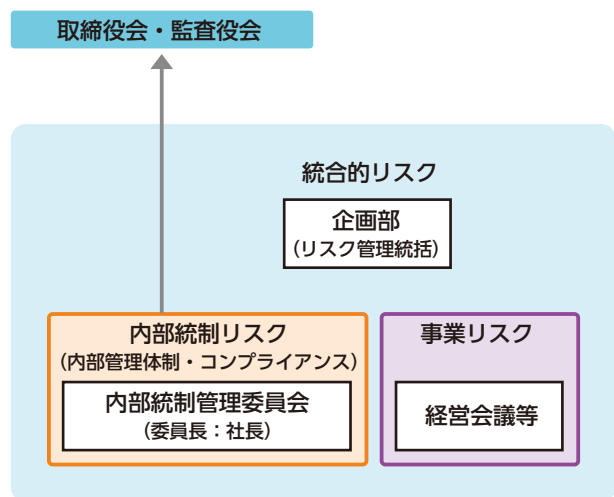 取締役会・監査役会
統合的リスク
企画部
（リスク管理統括）
内部統制リスク
（内部管理体制・コンプライアンス）
内部統制管理委員会
（委員長：社長）
事業リスク
経営会議等